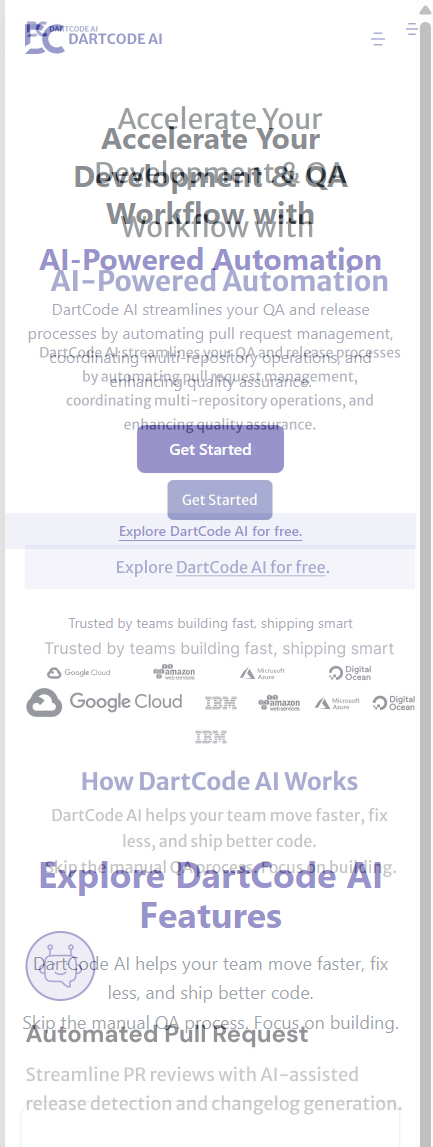 DARTCODE AI
DARTCODE AI
Accelerate Your
Accelerate Your
Development & QA
Development & QA
Workflow with
Workflow with
AI-Powered Automation
AI-Powered Automation
DartCode AI streamlines your QA and release
processes by automating pull request management,
coordinating multi-repository operations, and
enhancing quality assurance.
DartCode AI streamlines your QA and release processes
by automating pull request management,
coordinating multi-repository operations, and
enhancing quality assurance.
Get Started
Get Started
Explore DartCode AI for free.
Explore DartCode AI for free.
Trusted by teams building fast, shipping smart
Trusted by teams building fast, shipping smart
Google Cloud
amazon
web services
Microsoft
Azure
Digital
Ocean
Google Cloud
IBM
amazon
web services
Microsoft
Azure
Digital
Ocean
IBM
How DartCode AI Works
DartCode AI helps your team move faster, fix
less, and ship better code.
Skip the manual QA process. Focus on building.
Explore DartCode AI
Features
DartCode AI helps your team move faster, fix
less, and ship better code.
Skip the manual QA process. Focus on building.
Automated Pull Request
Streamline PR reviews with AI-assisted
release detection and changelog generation.